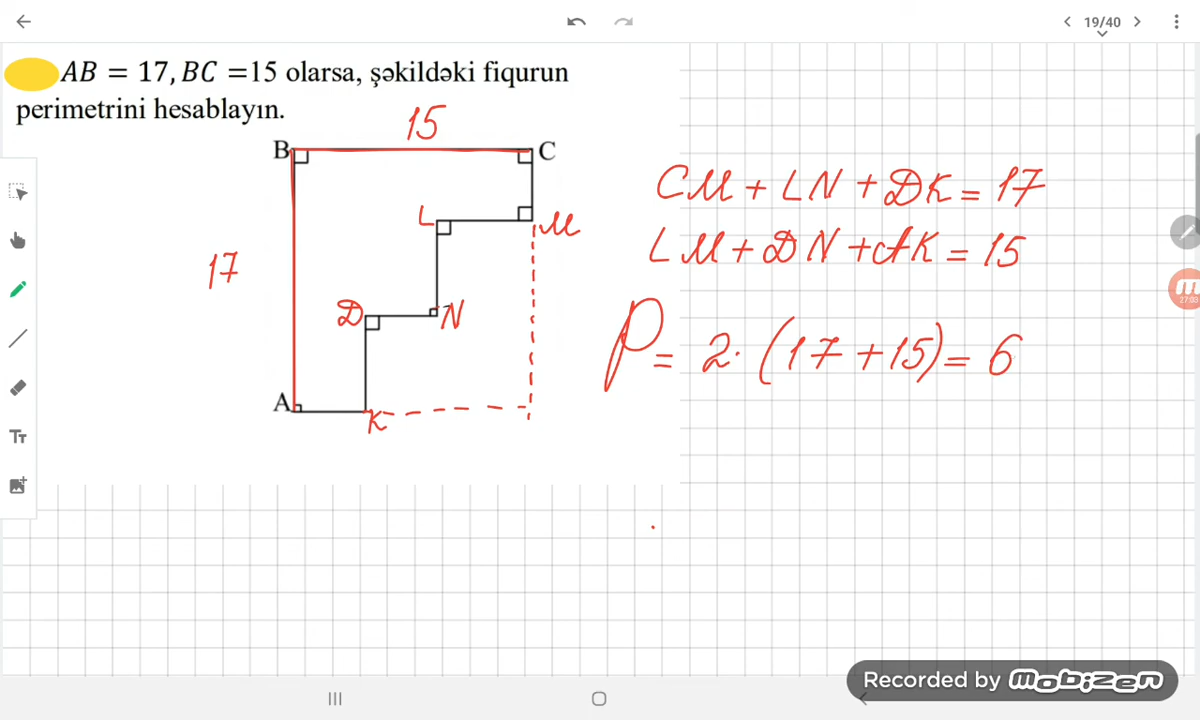 19/40
AB = 17, BC =15 olarsa, şəkildəki fiqurun
perimetrini hesablayın.
15
B
C
L
M
17
D
N
A
K
CM + LN + DK = 17
LM + DN + AK = 15
P = 2 · (17 + 15) = 6
Tт
27:03
Recorded by mobizen